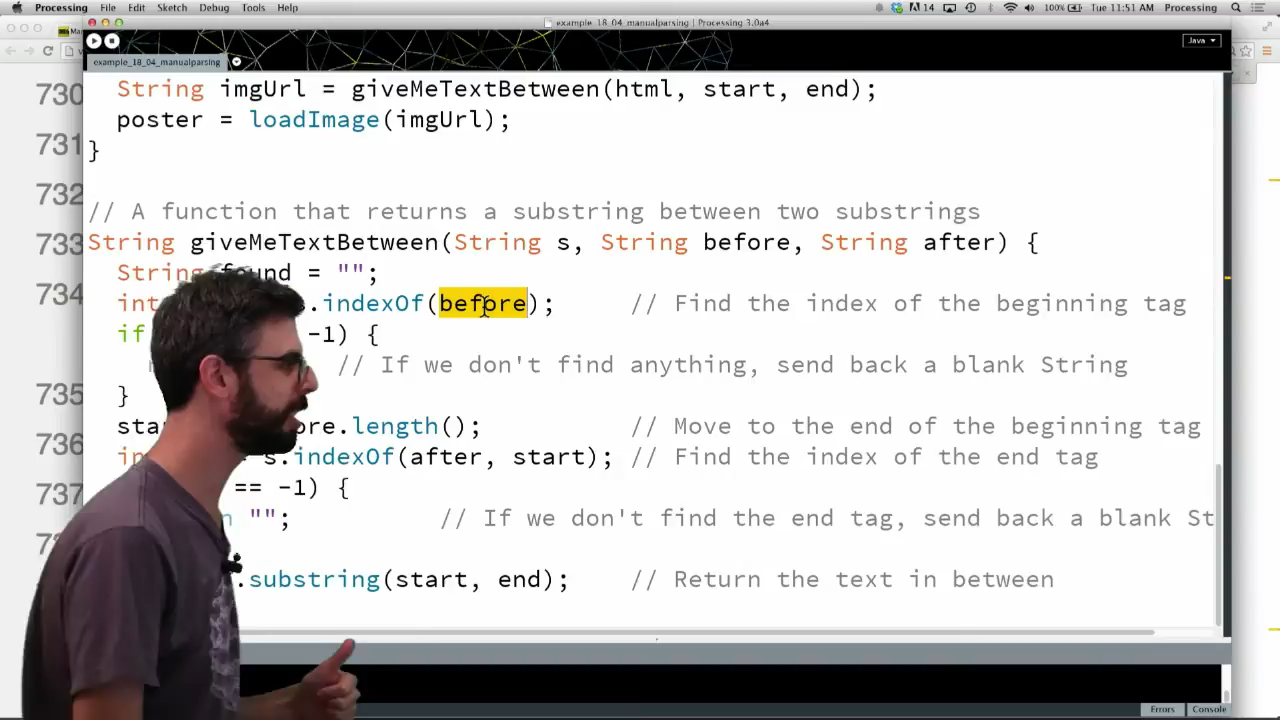 Processing File Edit Sketch Debug Tools Help 14 100% Tue 11:51 AM Processing
example_18_04_manualparsing | Processing 3.0a4
Java
example_18_04_manualparsing
730
String imgUrl = giveMeTextBetween(html, start, end);
poster = loadImage(imgUrl);
731
}
732
// A function that returns a substring between two substrings
733
String giveMeTextBetween(String s, String before, String after) {
String found = "";
734
int .indexOf(before); // Find the index of the beginning tag
if -1) {
// If we don't find anything, send back a blank String
735
}
.length(); // Move to the end of the beginning tag
736
s.indexOf(after, start); // Find the index of the end tag
737
== -1) {
""; // If we don't find the end tag, send back a blank St
.substring(start, end); // Return the text in between
Errors Console